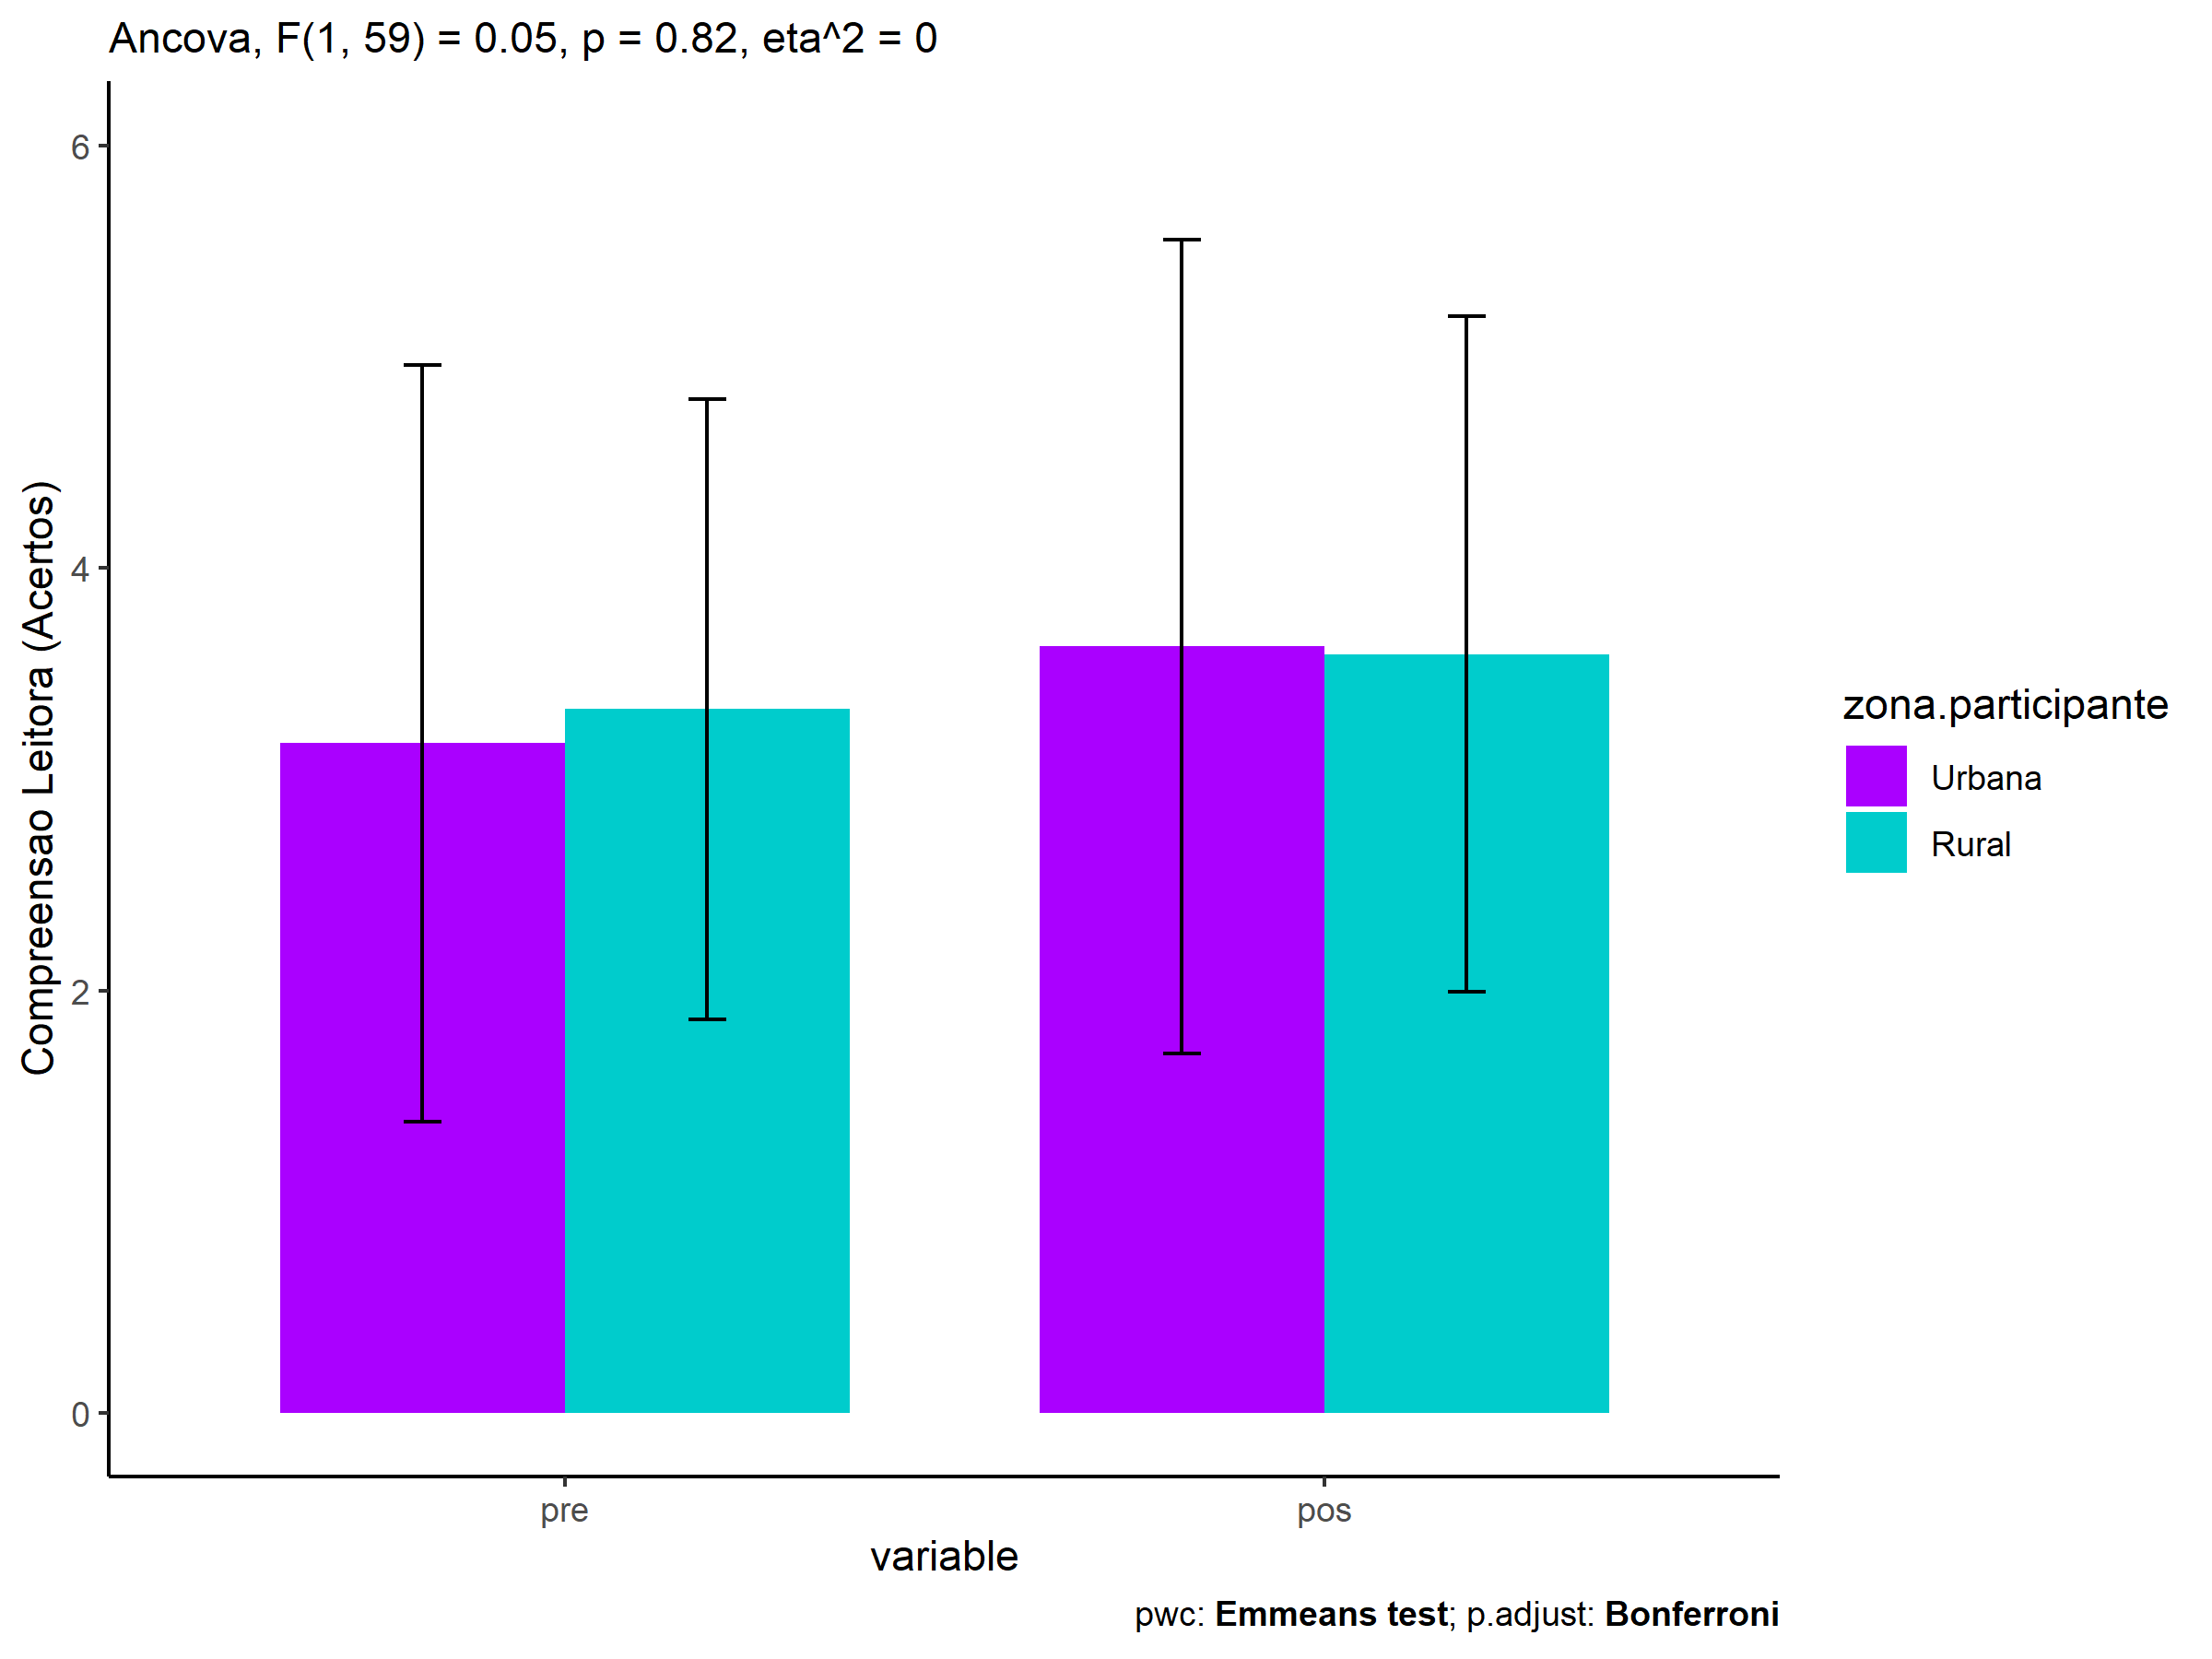 Ancova, F(1, 59) = 0.05, p = 0.82, eta^2 = 0
Compreensao Leitora (Acertos)
6
4
2
0
pre
pos
variable
zona.participante
Urbana
Rural
pwc: Emmeans test; p.adjust: Bonferroni